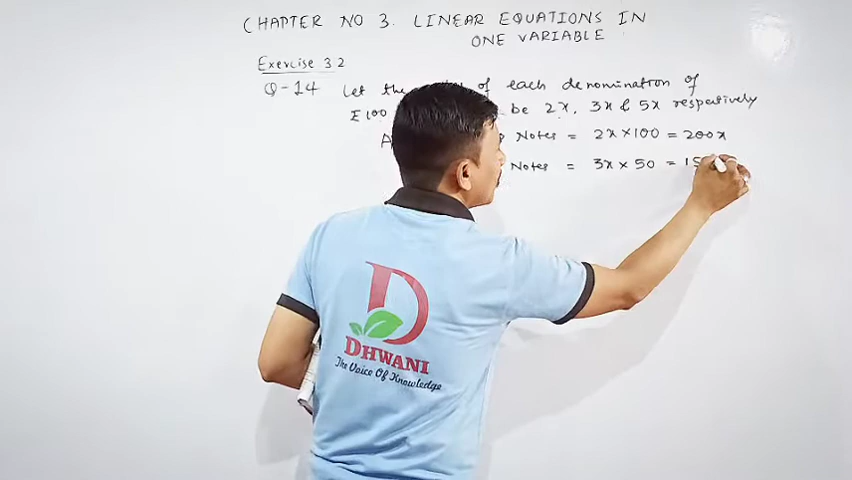 CHAPTER NO 3. LINEAR EQUATIONS IN
ONE VARIABLE
Exercise 3.2
Q-14 Let the of each denomination of
100 be 2x, 3x & 5x respectively
Notes = 2x × 100 = 200x
Notes = 3x × 50 = 15
D
DHWANI
The Voice Of Knowledge